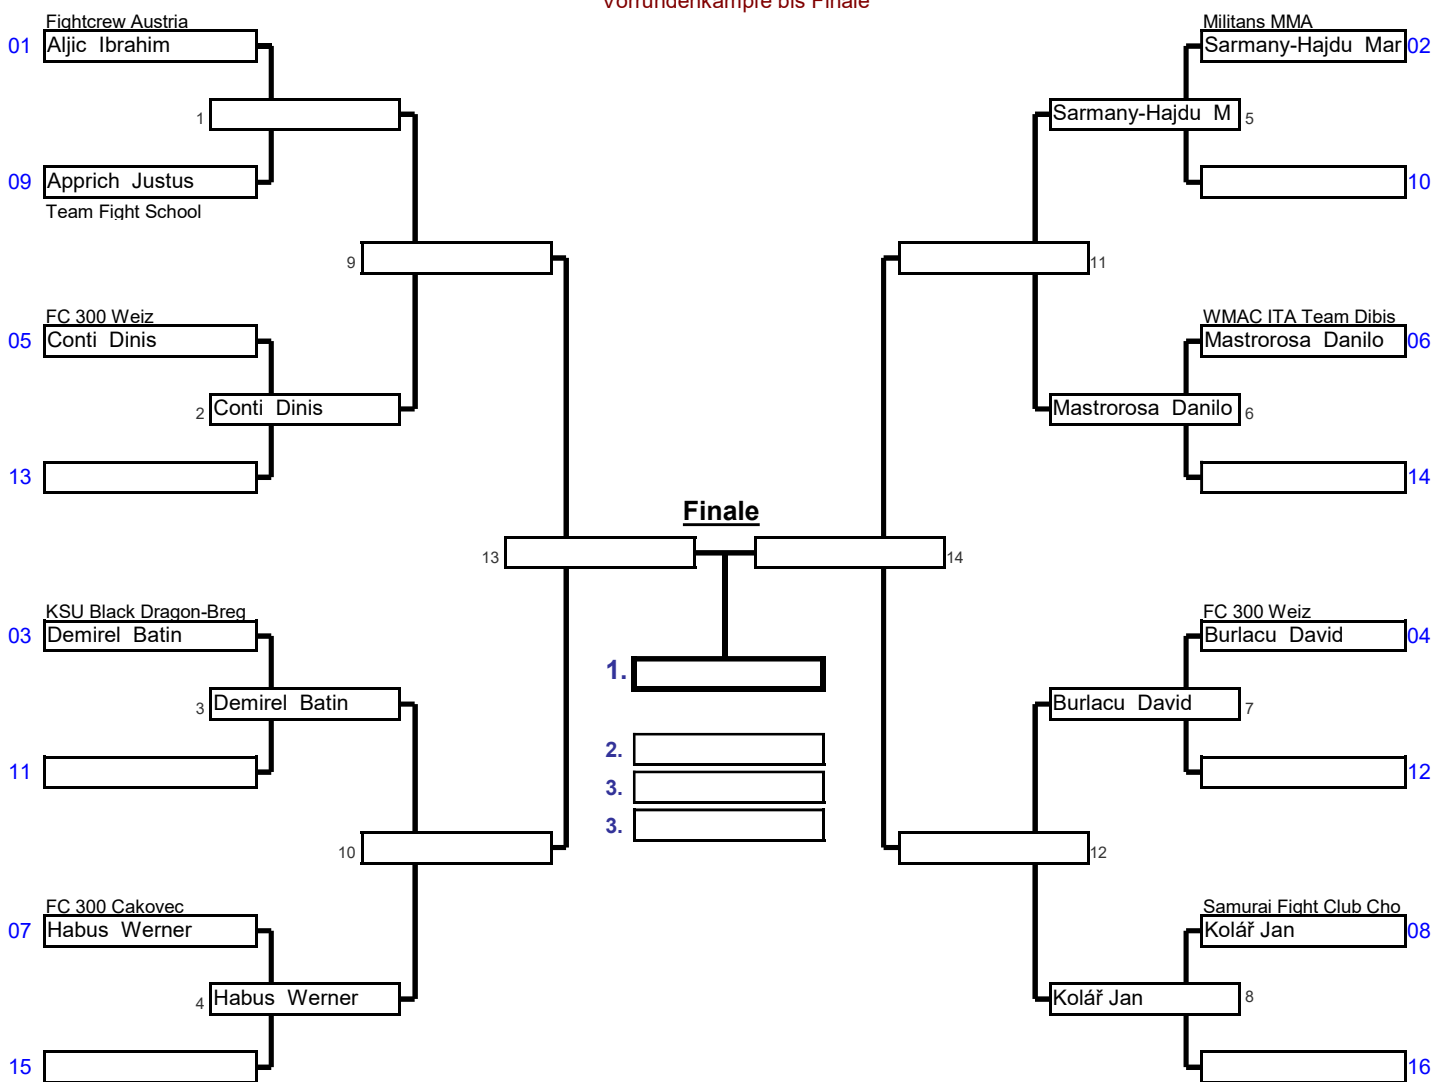 Vorrundenkämpfe bis Finale
Fightcrew Austria
01 Aljic Ibrahim
1
09 Apprich Justus
Team Fight School
9
FC 300 Weiz
05 Conti Dinis
2 Conti Dinis
13
13
KSU Black Dragon-Breg
03 Demirel Batin
3 Demirel Batin
11
10
FC 300 Cakovec
07 Habus Werner
4 Habus Werner
15
Finale
1.
2.
3.
3.
Militans MMA
Sarmany-Hajdu Mar 02
Sarmany-Hajdu M 5
10
11
WMAC ITA Team Dibis
Mastrorosa Danilo 06
Mastrorosa Danilo 6
14
14
FC 300 Weiz
Burlacu David 04
Burlacu David 7
12
12
Samurai Fight Club Cho
Kolář Jan 08
Kolář Jan 8
16